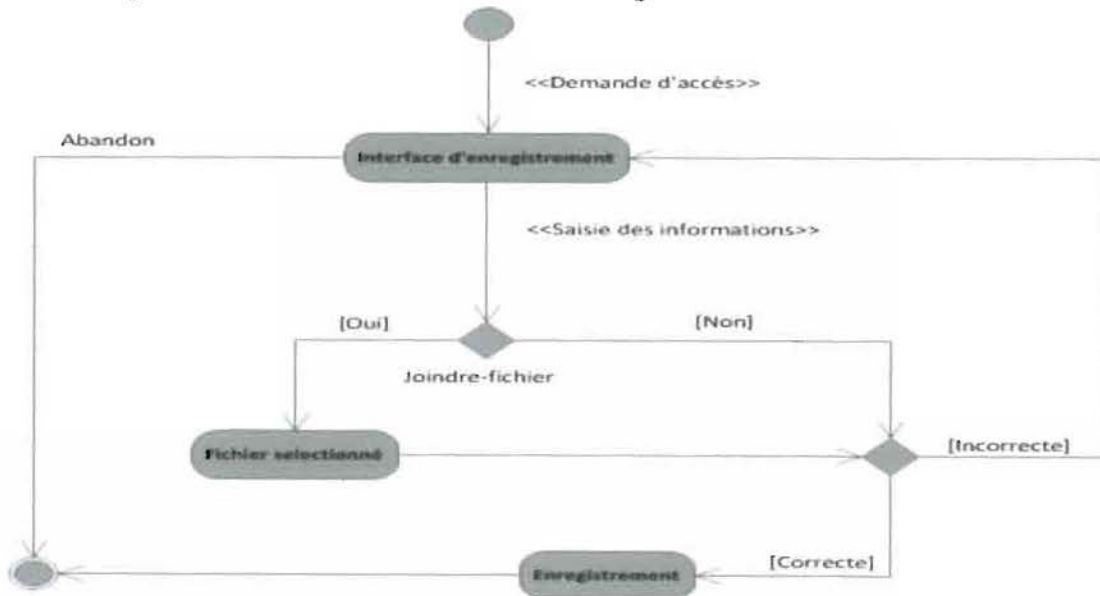 <<Demande d'accès>>
Abandon
Interface d'enregistrement
<<Saisie des informations>>
[Oui]
[Non]
Joindre-fichier
Fichier selectionné
[Incorrecte]
Enregistrement
[Correcte]